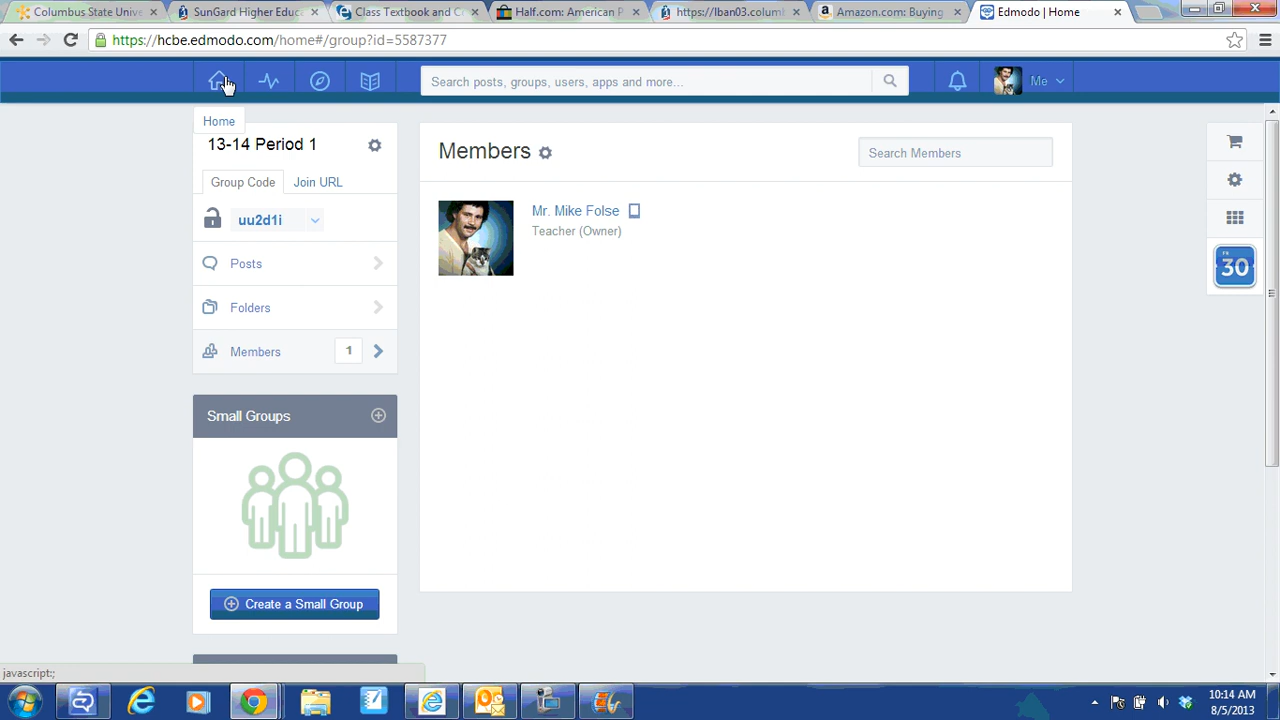 Columbus State Unive
SunGard Higher Educ
Class Textbook and C
Half.com: American P
https://lban03.colum
Amazon.com: Buying
Edmodo | Home
https://hcbe.edmodo.com/home#/group?id=5587377
Search posts, groups, users, apps and more...
Me
Home
13-14 Period 1
Group Code
Join URL
uu2d1i
Posts
Folders
Members 1
Small Groups
Create a Small Group
Members
Search Members
Mr. Mike Folse
Teacher (Owner)
30
javascript:;
10:14 AM
8/5/2013